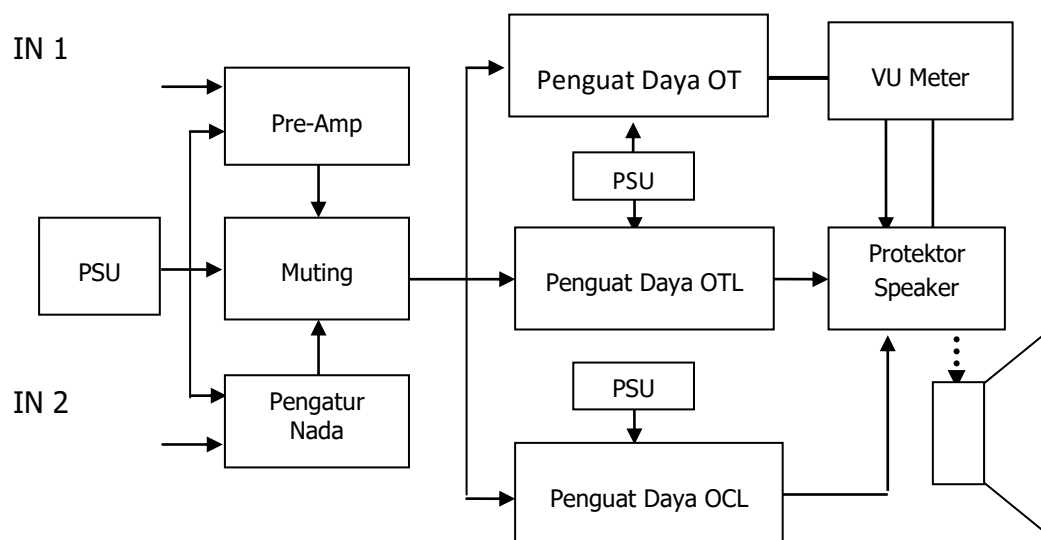 IN 1
Pre-Amp
PSU
Muting
IN 2
Pengatur
Nada
Penguat Daya OT
VU Meter
PSU
Penguat Daya OTL
Protektor
Speaker
PSU
Penguat Daya OCL